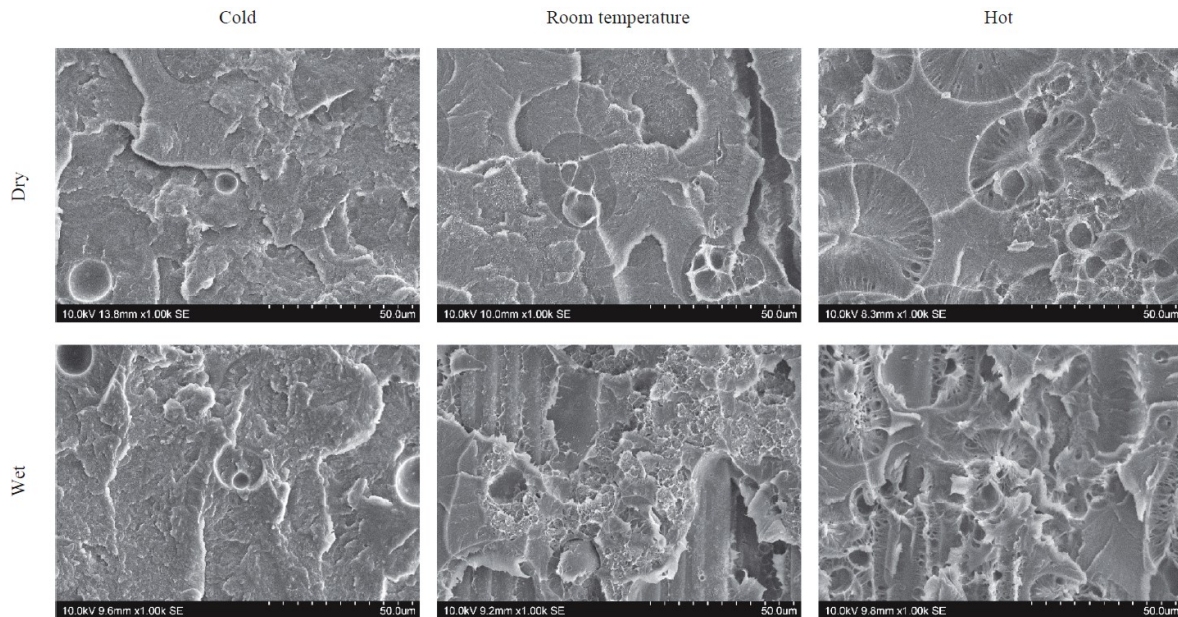 Cold Room temperature Hot
Dry
10.0kV 13.8mm x1.00k SE 50.0um
10.0kV 10.0mm x1.00k SE 50.0um
10.0kV 8.3mm x1.00k SE 50.0um
Wet
10.0kV 9.6mm x1.00k SE 50.0um
10.0kV 9.2mm x1.00k SE 50.0um
10.0kV 9.8mm x1.00k SE 50.0um